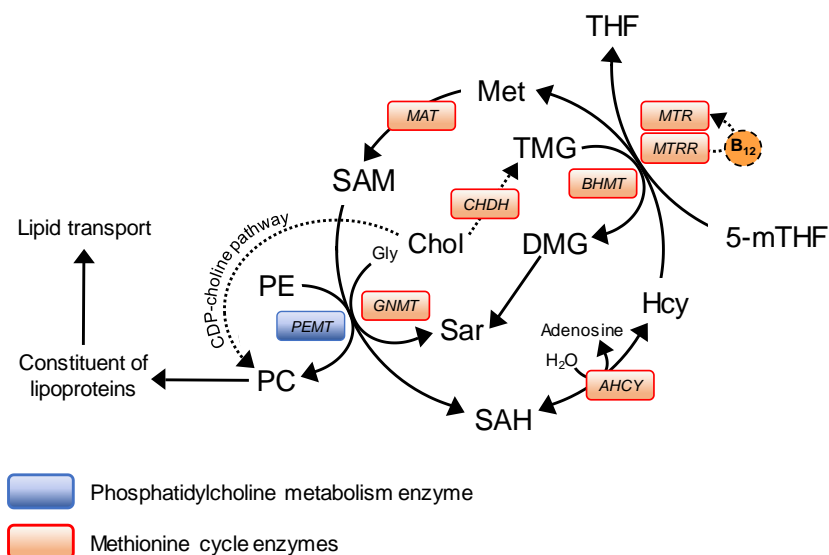 THF
Met
MTR
MAT
B₁₂
MTRR
TMG
SAM
BHMT
CHDH
Lipid transport
CDP-choline pathway
Chol
DMG
5-mTHF
Gly
PE
Hcy
GNMT
PEMT
Sar
Adenosine
Constituent of
lipoproteins
H₂O
PC
AHCY
SAH
Phosphatidylcholine metabolism enzyme
Methionine cycle enzymes